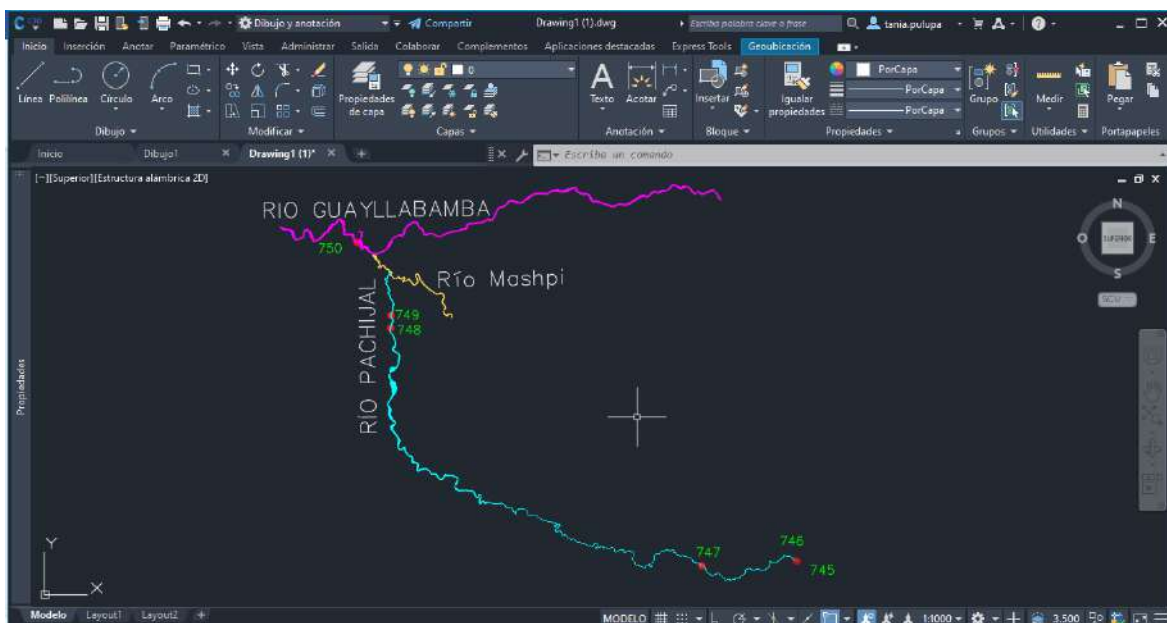 Dibujo y anotación
Compartir
Drawing1 (1).dwg
Escriba palabra clave o frase
tania.pulupa
Inicio Inserción Anotar Paramétrico Vista Administrar Salida Colaborar Complementos Aplicaciones destacadas Express Tools Geoubicación
0
PorCapa
PorCapa
PorCapa
Línea Polilínea Círculo Arco
Propiedades de capa
Texto Acotar
Insertar
Igualar propiedades
Grupo
Medir
Pegar
Dibujo Modificar Capas Anotación Bloque Propiedades Grupos Utilidades Portapapeles
Inicio Dibujo1 Drawing1 (1)*
Escriba un comando
[−][Superior][Estructura alámbrica 2D]
N
O SUPERIOR E
S
SCU
RIO GUAYLLABAMBA
750
Río Mashpi
RÍO PACHIJAL
749
748
747
746
745
Propiedades
Y
X
Modelo Layout1 Layout2 +
MODELO
1:1000
3.500